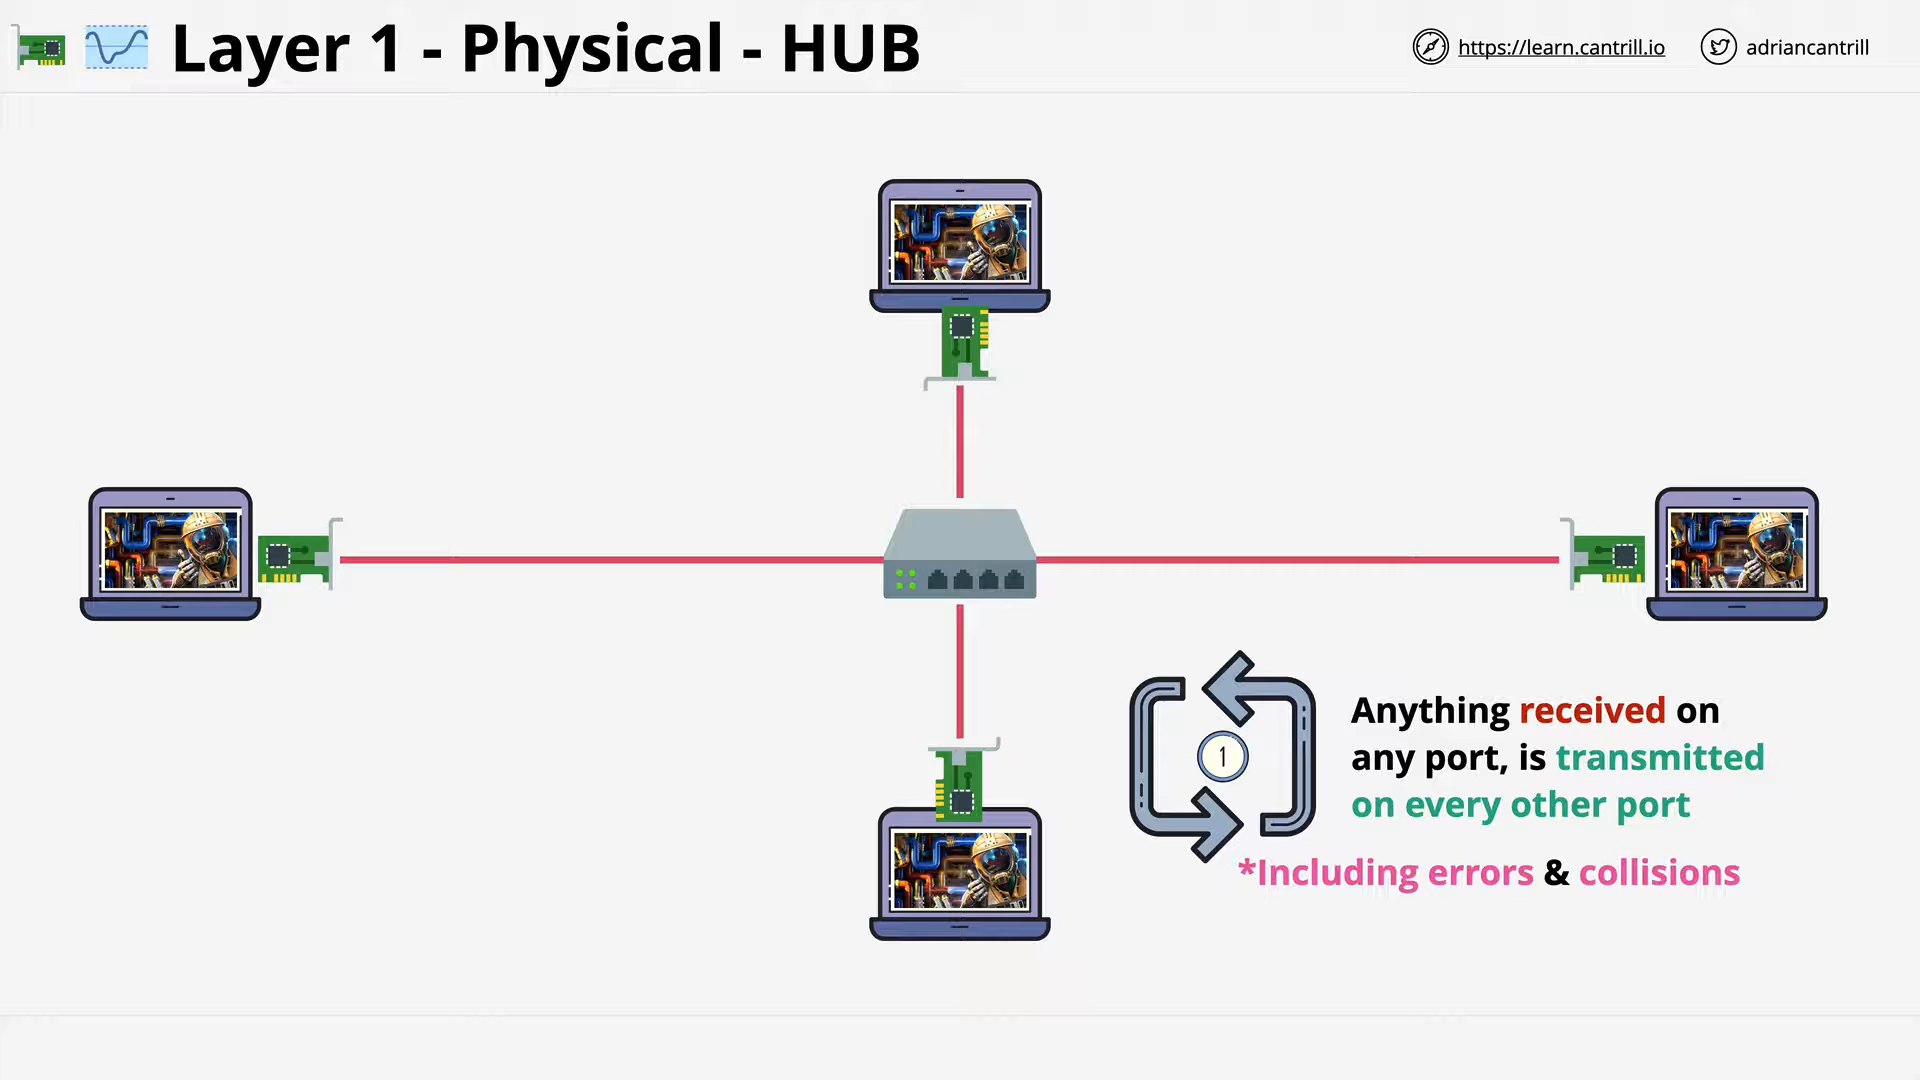 Layer 1 - Physical - HUB
https://learn.cantrill.io
adriancantrill
1
Anything received on
any port, is transmitted
on every other port
*Including errors & collisions